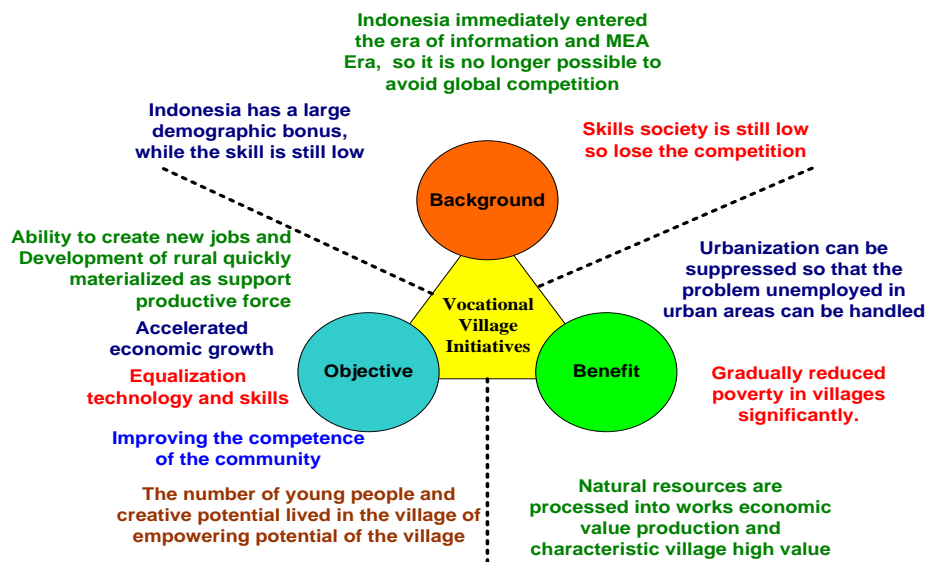 Indonesia immediately entered
the era of information and MEA
Era, so it is no longer possible to
avoid global competition
Indonesia has a large
demographic bonus,
while the skill is still low
Skills society is still low
so lose the competition
Background
Ability to create new jobs and
Development of rural quickly
materialized as support
productive force
Accelerated
economic growth
Equalization
technology and skills
Improving the competence
of the community
The number of young people and
creative potential lived in the village of
empowering potential of the village
Objective
Vocational
Village
Initiatives
Benefit
Urbanization can be
suppressed so that the
problem unemployed in
urban areas can be handled
Gradually reduced
poverty in villages
significantly.
Natural resources are
processed into works economic
value production and
characteristic village high value